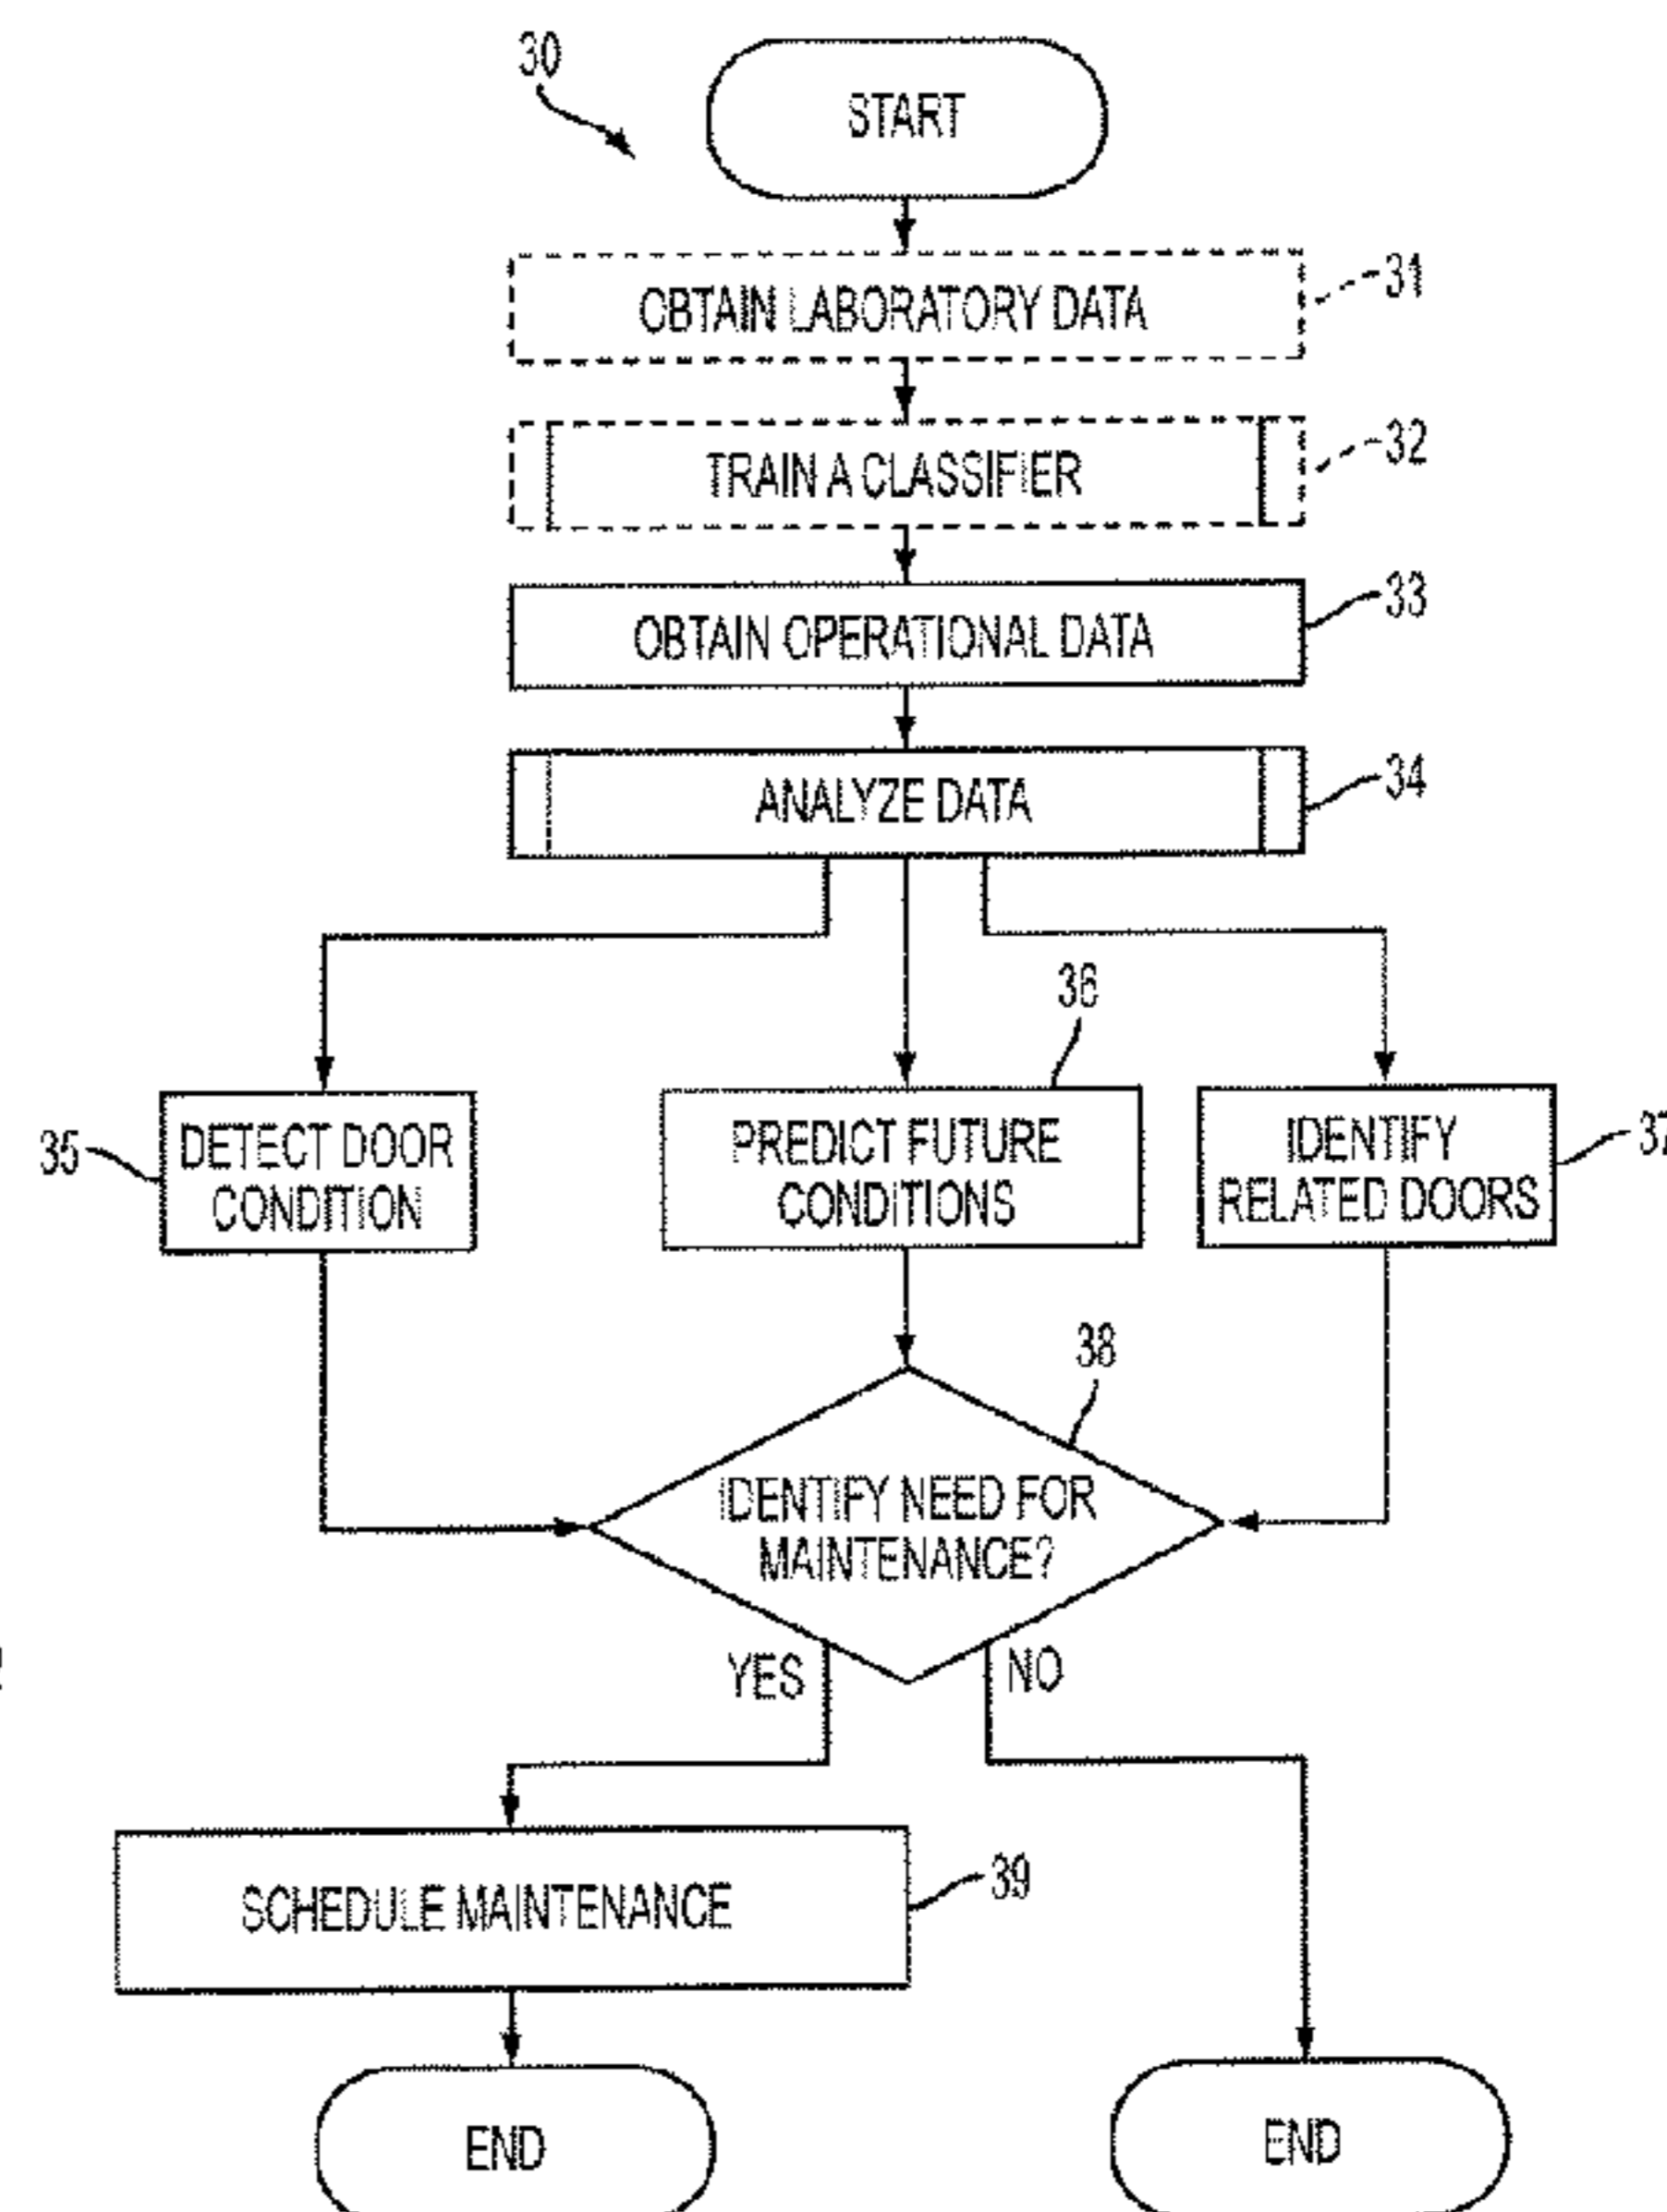 30
START
OBTAIN LABORATORY DATA
31
TRAIN A CLASSIFIER
32
OBTAIN OPERATIONAL DATA
33
ANALYZE DATA
34
35
DETECT DOOR
CONDITION
36
PREDICT FUTURE
CONDITIONS
IDENTIFY
RELATED DOORS
37
38
IDENTIFY NEED FOR
MAINTENANCE?
YES
NO
SCHEDULE MAINTENANCE
39
END
END